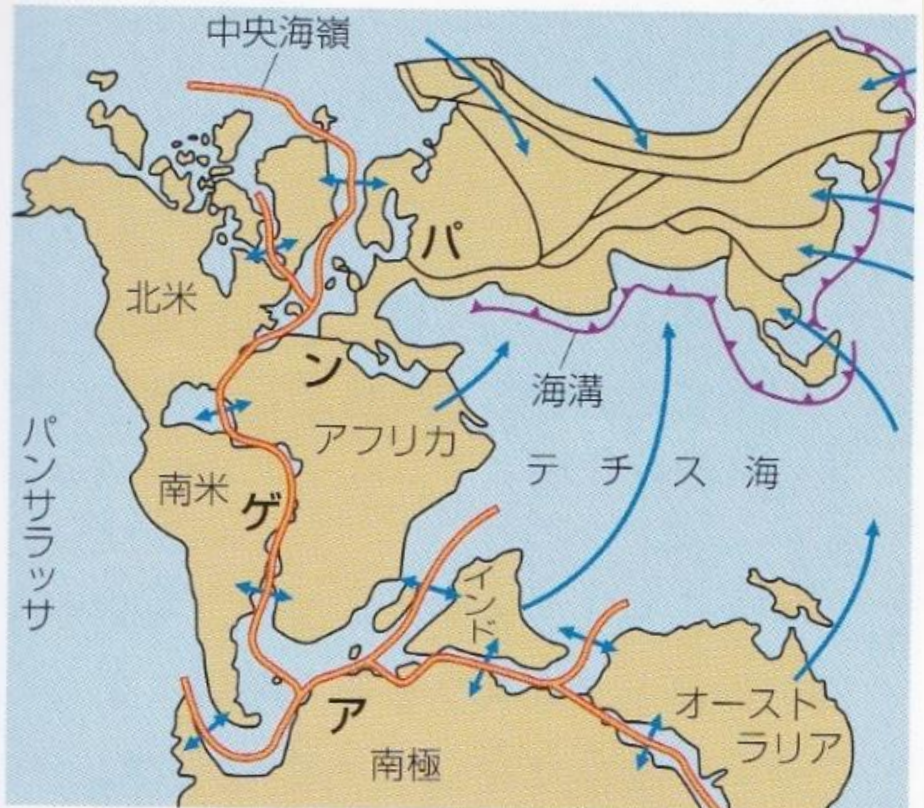 中央海嶺
北米
パンゲア
海溝
アフリカ
テチス海
南米
パンサラッサ
インド
オースト
ラリア
南極